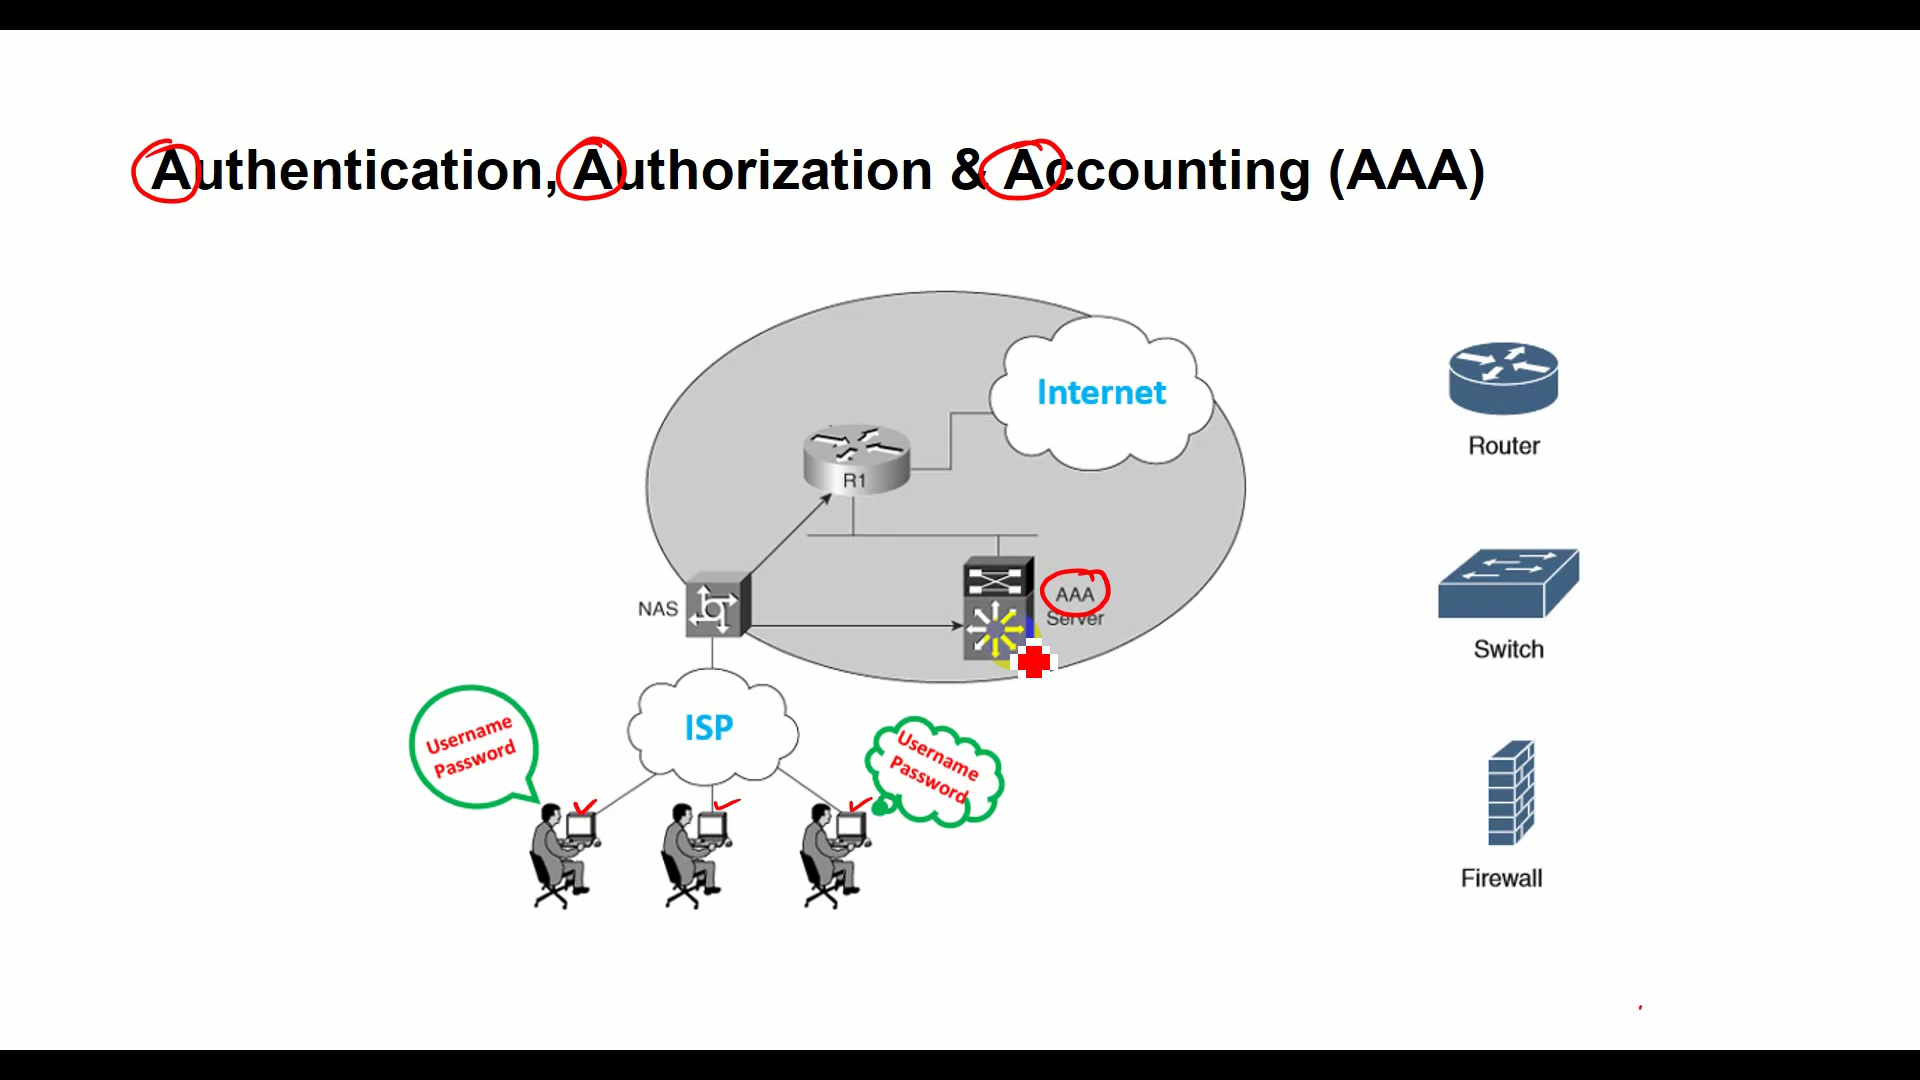 Authentication, Authorization & Accounting (AAA)
Internet
R1
NAS
AAA
Server
ISP
Username
Password
Username
Password
Router
Switch
Firewall